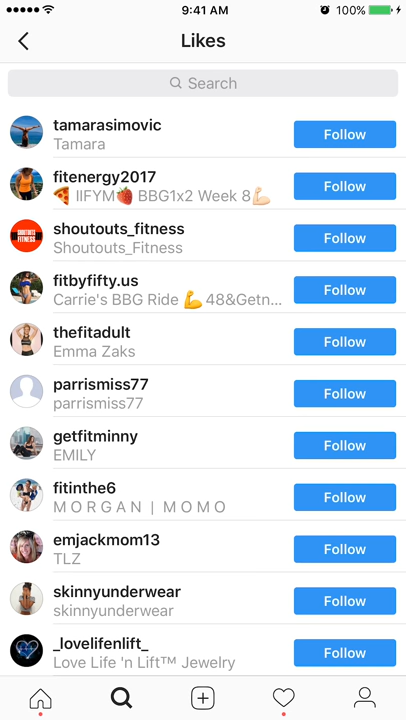 9:41 AM
100%
Likes
Search
tamarasimovic
Tamara
Follow
fitenergy2017
🍕 IIFYM🍓 BBG1x2 Week 8💪🏻
Follow
SHOUTOUTS
FITNESS
shoutouts_fitness
Shoutouts_Fitness
Follow
fitbyfifty.us
Carrie's BBG Ride 💪 48&Getn...
Follow
thefitadult
Emma Zaks
Follow
parrismiss77
parrismiss77
Follow
getfitminny
EMILY
Follow
fitinthe6
M O R G A N | M O M O
Follow
emjackmom13
TLZ
Follow
skinnyunderwear
skinnyunderwear
Follow
_lovelifenlift_
Love Life 'n Lift™ Jewelry
Follow